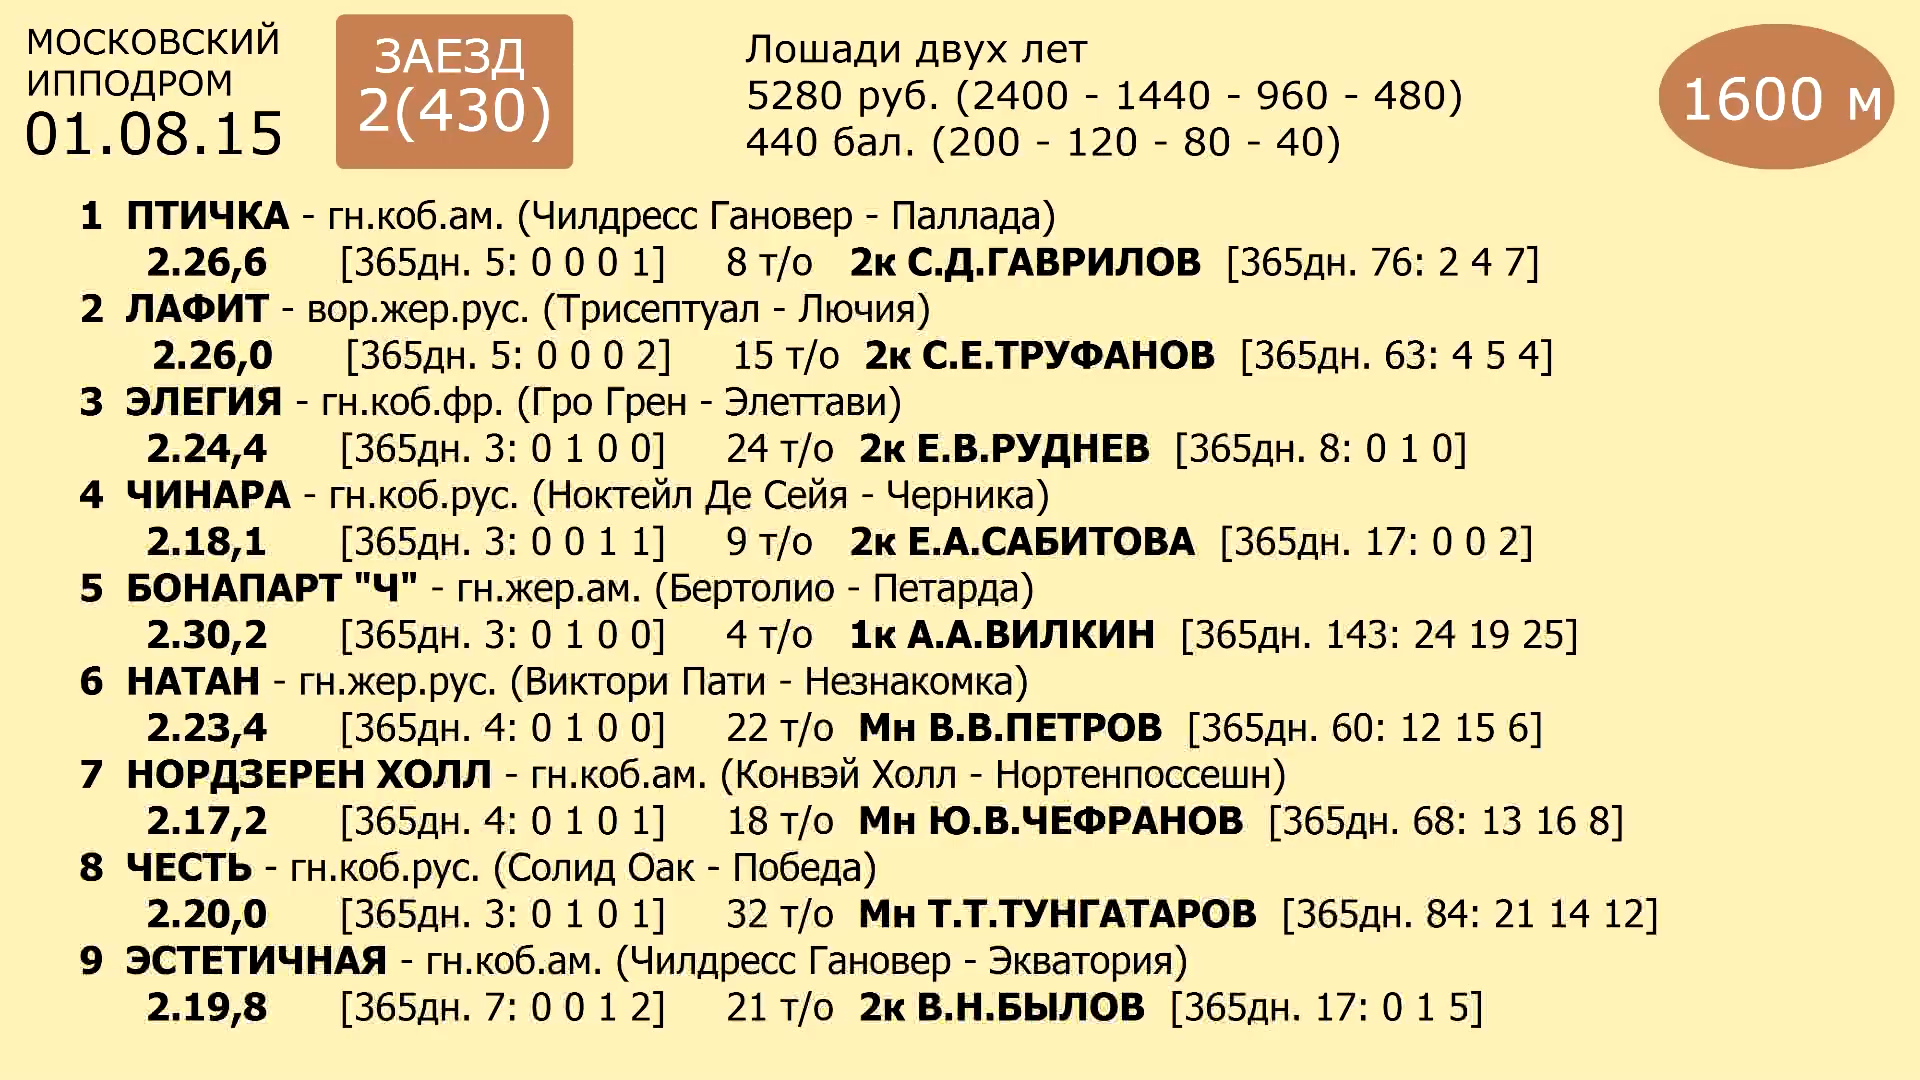 МОСКОВСКИЙ
ИППОДРОМ
01.08.15
ЗАЕЗД
2(430)
Лошади двух лет
5280 руб. (2400 - 1440 - 960 - 480)
440 бал. (200 - 120 - 80 - 40)
1600 м
1 ПТИЧКА - гн.коб.ам. (Чилдресс Гановер - Паллада)
2.26,6 [365дн. 5: 0 0 0 1] 8 т/о 2к С.Д.ГАВРИЛОВ [365дн. 76: 2 4 7]
2 ЛАФИТ - вор.жер.рус. (Трисептуал - Лючия)
2.26,0 [365дн. 5: 0 0 0 2] 15 т/о 2к С.Е.ТРУФАНОВ [365дн. 63: 4 5 4]
3 ЭЛЕГИЯ - гн.коб.фр. (Гро Грен - Элеттави)
2.24,4 [365дн. 3: 0 1 0 0] 24 т/о 2к Е.В.РУДНЕВ [365дн. 8: 0 1 0]
4 ЧИНАРА - гн.коб.рус. (Ноктейл Де Сейя - Черника)
2.18,1 [365дн. 3: 0 0 1 1] 9 т/о 2к Е.А.САБИТОВА [365дн. 17: 0 0 2]
5 БОНАПАРТ "Ч" - гн.жер.ам. (Бертолио - Петарда)
2.30,2 [365дн. 3: 0 1 0 0] 4 т/о 1к А.А.ВИЛКИН [365дн. 143: 24 19 25]
6 НАТАН - гн.жер.рус. (Виктори Пати - Незнакомка)
2.23,4 [365дн. 4: 0 1 0 0] 22 т/о Мн В.В.ПЕТРОВ [365дн. 60: 12 15 6]
7 НОРДЗЕРЕН ХОЛЛ - гн.коб.ам. (Конвэй Холл - Нортенпоссешн)
2.17,2 [365дн. 4: 0 1 0 1] 18 т/о Мн Ю.В.ЧЕФРАНОВ [365дн. 68: 13 16 8]
8 ЧЕСТЬ - гн.коб.рус. (Солид Оак - Победа)
2.20,0 [365дн. 3: 0 1 0 1] 32 т/о Мн Т.Т.ТУНГАТАРОВ [365дн. 84: 21 14 12]
9 ЭСТЕТИЧНАЯ - гн.коб.ам. (Чилдресс Гановер - Экватория)
2.19,8 [365дн. 7: 0 0 1 2] 21 т/о 2к В.Н.БЫЛОВ [365дн. 17: 0 1 5]